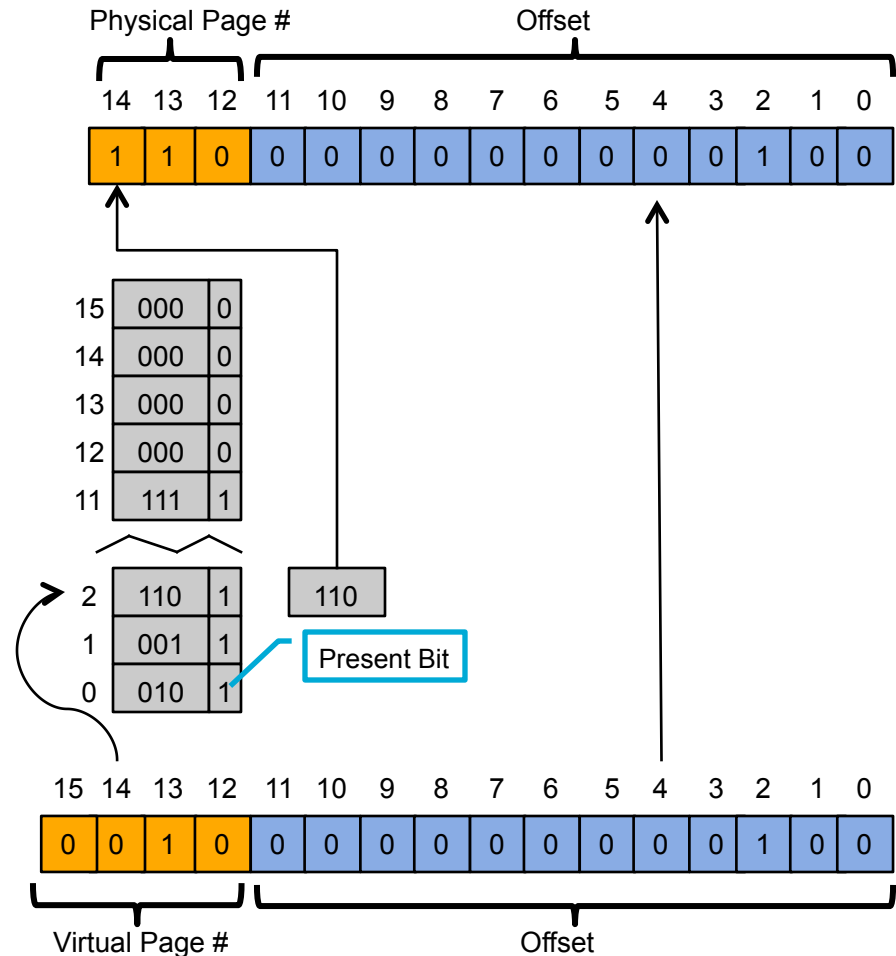 Physical Page # Offset
14 13 12 11 10 9 8 7 6 5 4 3 2 1 0
1 1 0 0 0 0 0 0 0 0 0 0 1 0 0
15 000 0
14 000 0
13 000 0
12 000 0
11 111 1
2 110 1 110
1 001 1
Present Bit
0 010 1
15 14 13 12 11 10 9 8 7 6 5 4 3 2 1 0
0 0 1 0 0 0 0 0 0 0 0 0 0 1 0 0
Virtual Page # Offset